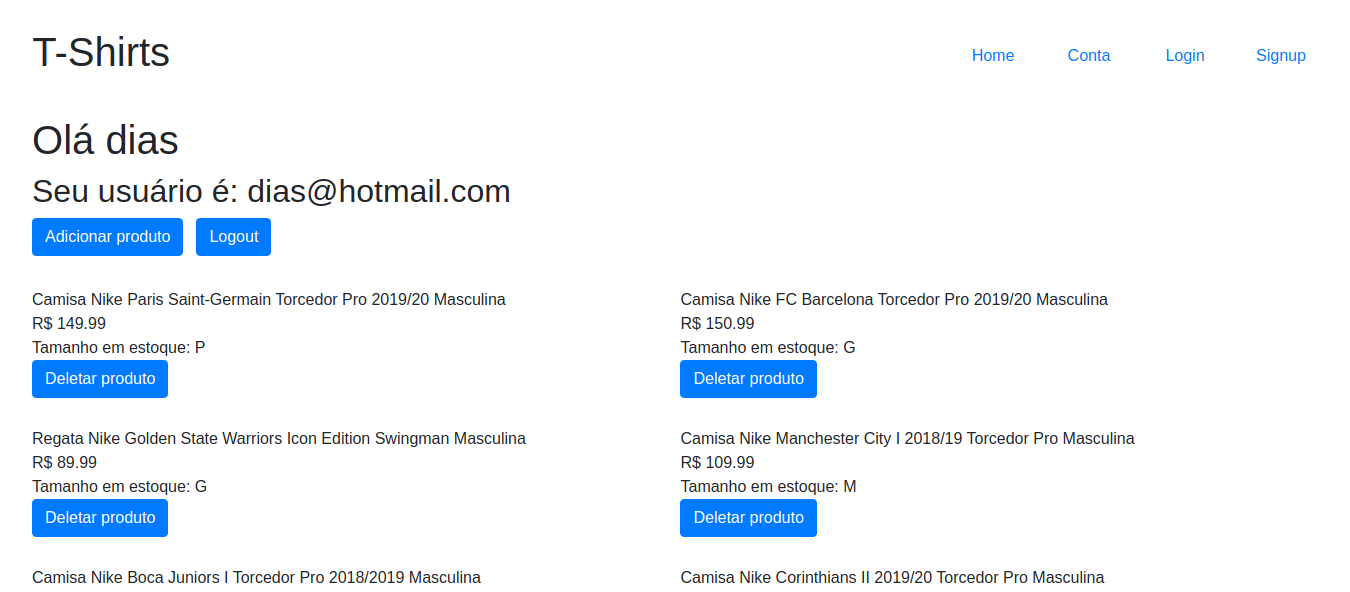 T-Shirts
Home Conta Login Signup
Olá dias
Seu usuário é: dias@hotmail.com
Adicionar produto Logout
Camisa Nike Paris Saint-Germain Torcedor Pro 2019/20 Masculina
R$ 149.99
Tamanho em estoque: P
Deletar produto
Camisa Nike FC Barcelona Torcedor Pro 2019/20 Masculina
R$ 150.99
Tamanho em estoque: G
Deletar produto
Regata Nike Golden State Warriors Icon Edition Swingman Masculina
R$ 89.99
Tamanho em estoque: G
Deletar produto
Camisa Nike Manchester City I 2018/19 Torcedor Pro Masculina
R$ 109.99
Tamanho em estoque: M
Deletar produto
Camisa Nike Boca Juniors I Torcedor Pro 2018/2019 Masculina
Camisa Nike Corinthians II 2019/20 Torcedor Pro Masculina